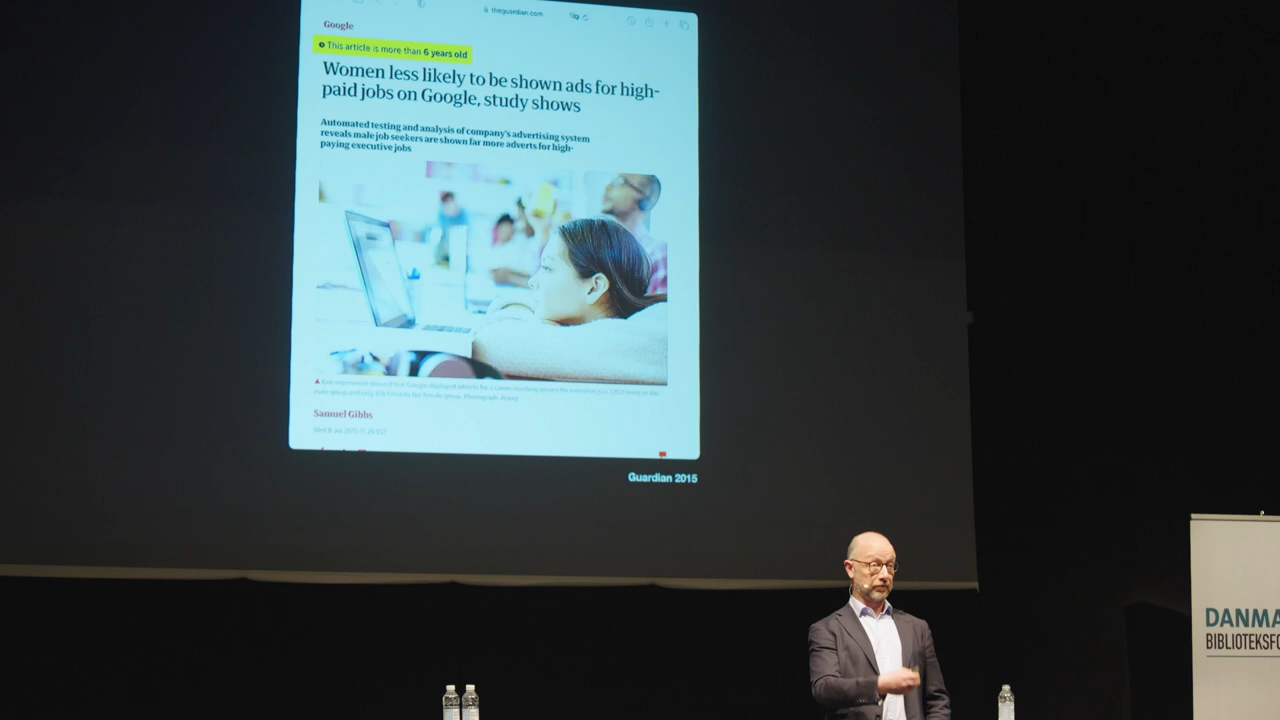 theguardian.com
Google
This article is more than 6 years old
Women less likely to be shown ads for high-
paid jobs on Google, study shows
Automated testing and analysis of company's advertising system
reveals male job seekers are shown far more adverts for high-
paying executive jobs
Samuel Gibbs
Guardian 2015
DANMA
BIBLIOTEKSFO